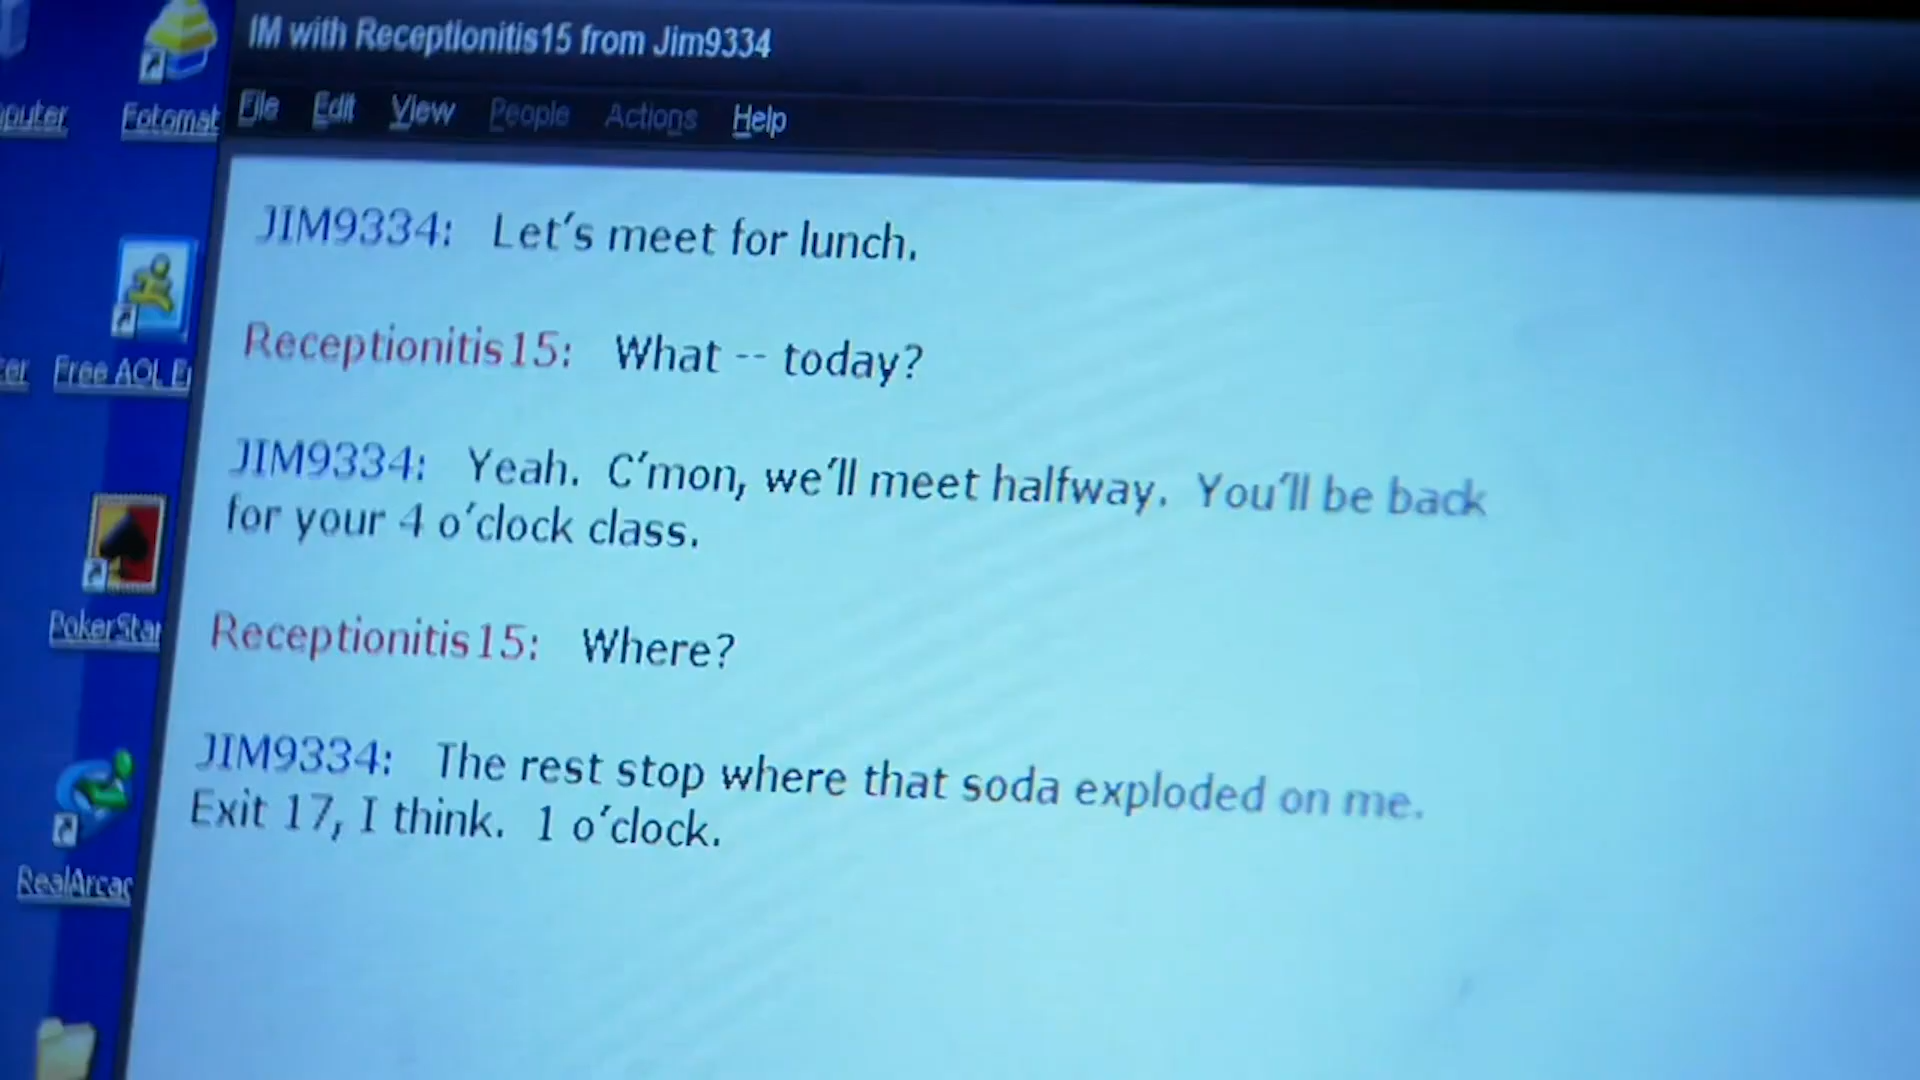 IM with Receptionitis15 from Jim9334
File Edit View People Actions Help
Fotomat
JIM9334: Let's meet for lunch.
Receptionitis15: What -- today?
Free AOL
JIM9334: Yeah. C'mon, we'll meet halfway. You'll be back
for your 4 o'clock class.
Receptionitis15: Where?
PokerStar
JIM9334: The rest stop where that soda exploded on me.
Exit 17, I think. 1 o'clock.
RealArcad